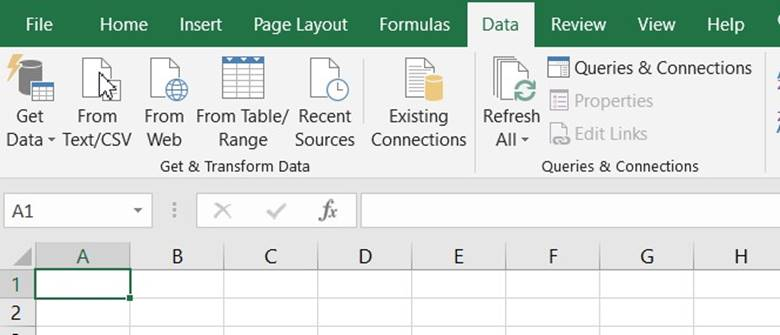 File Home Insert Page Layout Formulas Data Review View Help
Get Data From Text/CSV From Web From Table/ Range Recent Sources Existing Connections Refresh All Queries & Connections
Properties
Edit Links
Get & Transform Data Queries & Connections
A1 fx
A B C D E F G H
1
2